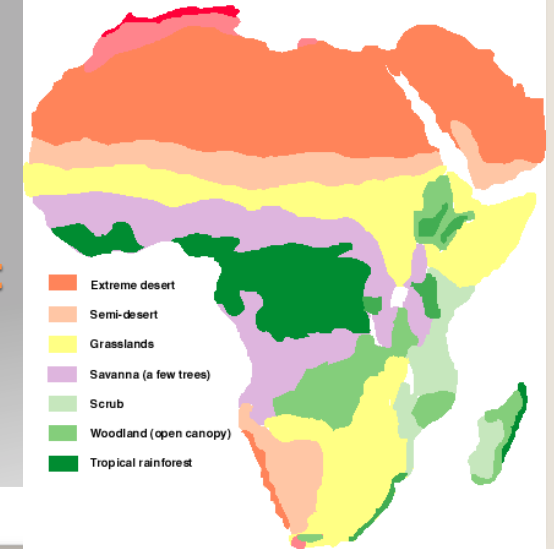 Extreme desert
Semi-desert
Grasslands
Savanna (a few trees)
Scrub
Woodland (open canopy)
Tropical rainforest